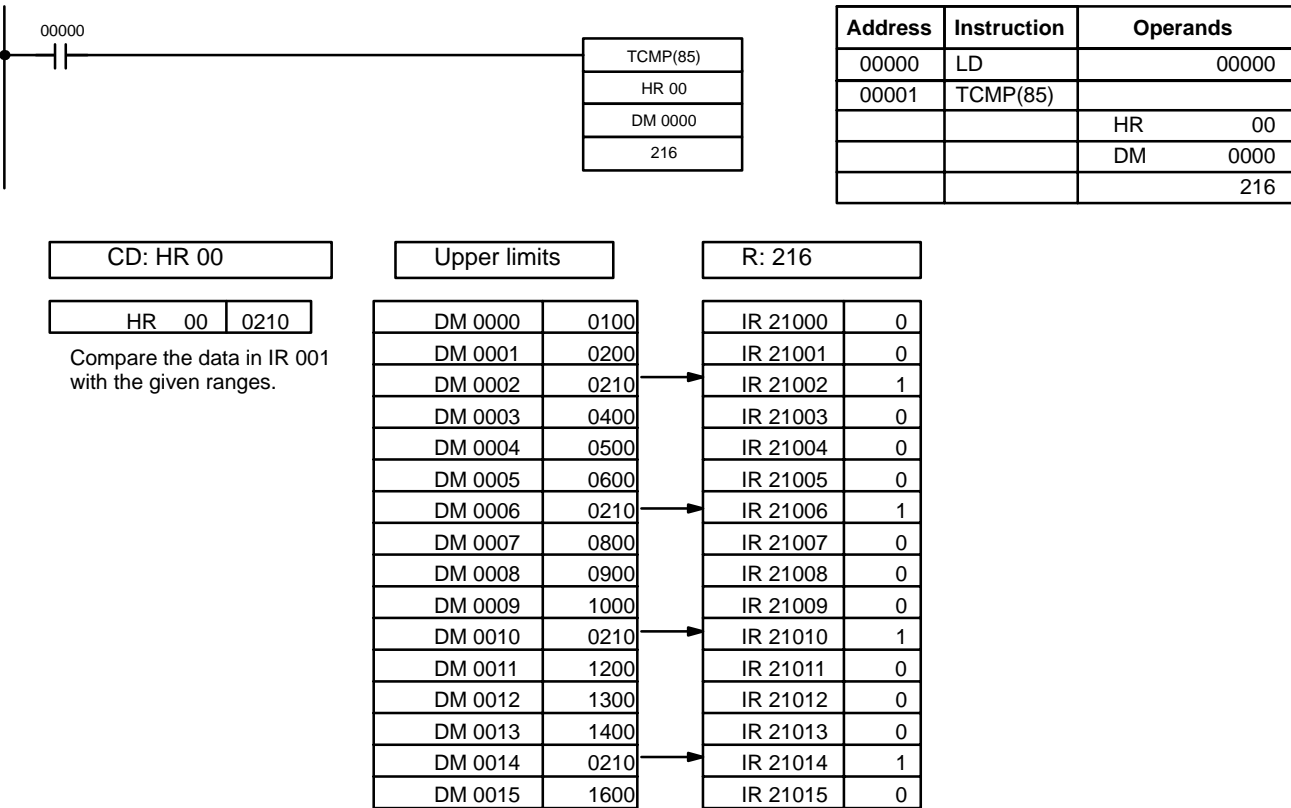 00000
TCMP(85)
HR 00
DM 0000
216
Address Instruction Operands
00000 LD 00000
00001 TCMP(85)
HR 00
DM 0000
216
CD: HR 00 Upper limits R: 216
HR 00 0210
Compare the data in IR 001
with the given ranges.
DM 0000 0100 IR 21000 0
DM 0001 0200 IR 21001 0
DM 0002 0210 IR 21002 1
DM 0003 0400 IR 21003 0
DM 0004 0500 IR 21004 0
DM 0005 0600 IR 21005 0
DM 0006 0210 IR 21006 1
DM 0007 0800 IR 21007 0
DM 0008 0900 IR 21008 0
DM 0009 1000 IR 21009 0
DM 0010 0210 IR 21010 1
DM 0011 1200 IR 21011 0
DM 0012 1300 IR 21012 0
DM 0013 1400 IR 21013 0
DM 0014 0210 IR 21014 1
DM 0015 1600 IR 21015 0